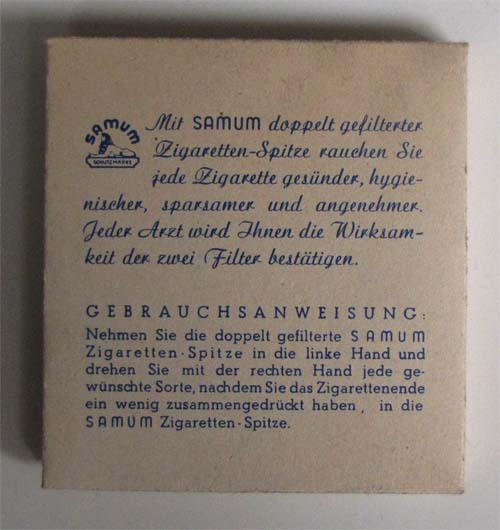 SAMUM
SCHUTZMARKE
Mit SAMUM doppelt gefilterter
Zigaretten-Spitze rauchen Sie
jede Zigarette gesünder, hygie-
nischer, sparsamer und angenehmer.
Jeder Arzt wird Ihnen die Wirksam-
keit der zwei Filter bestätigen.
GEBRAUCHSANWEISUNG:
Nehmen Sie die doppelt gefilterte SAMUM
Zigaretten-Spitze in die linke Hand und
drehen Sie mit der rechten Hand jede ge-
wünschte Sorte, nachdem Sie das Zigarettenende
ein wenig zusammengedrückt haben, in die
SAMUM Zigaretten-Spitze.